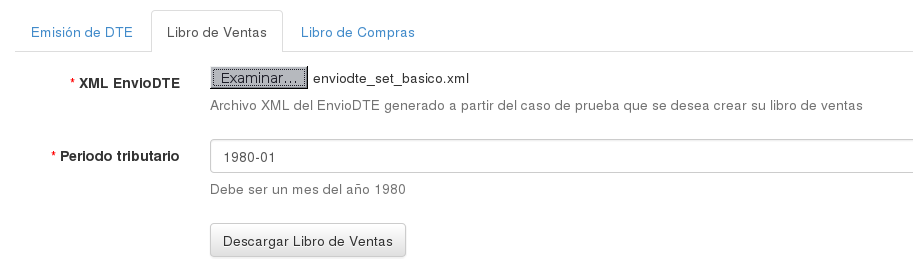 Emisión de DTE Libro de Ventas Libro de Compras
* XML EnvioDTE Examinar... enviodte_set_basico.xml
Archivo XML del EnvioDTE generado a partir del caso de prueba que se desea crear su libro de ventas
* Periodo tributario 1980-01
Debe ser un mes del año 1980
Descargar Libro de Ventas